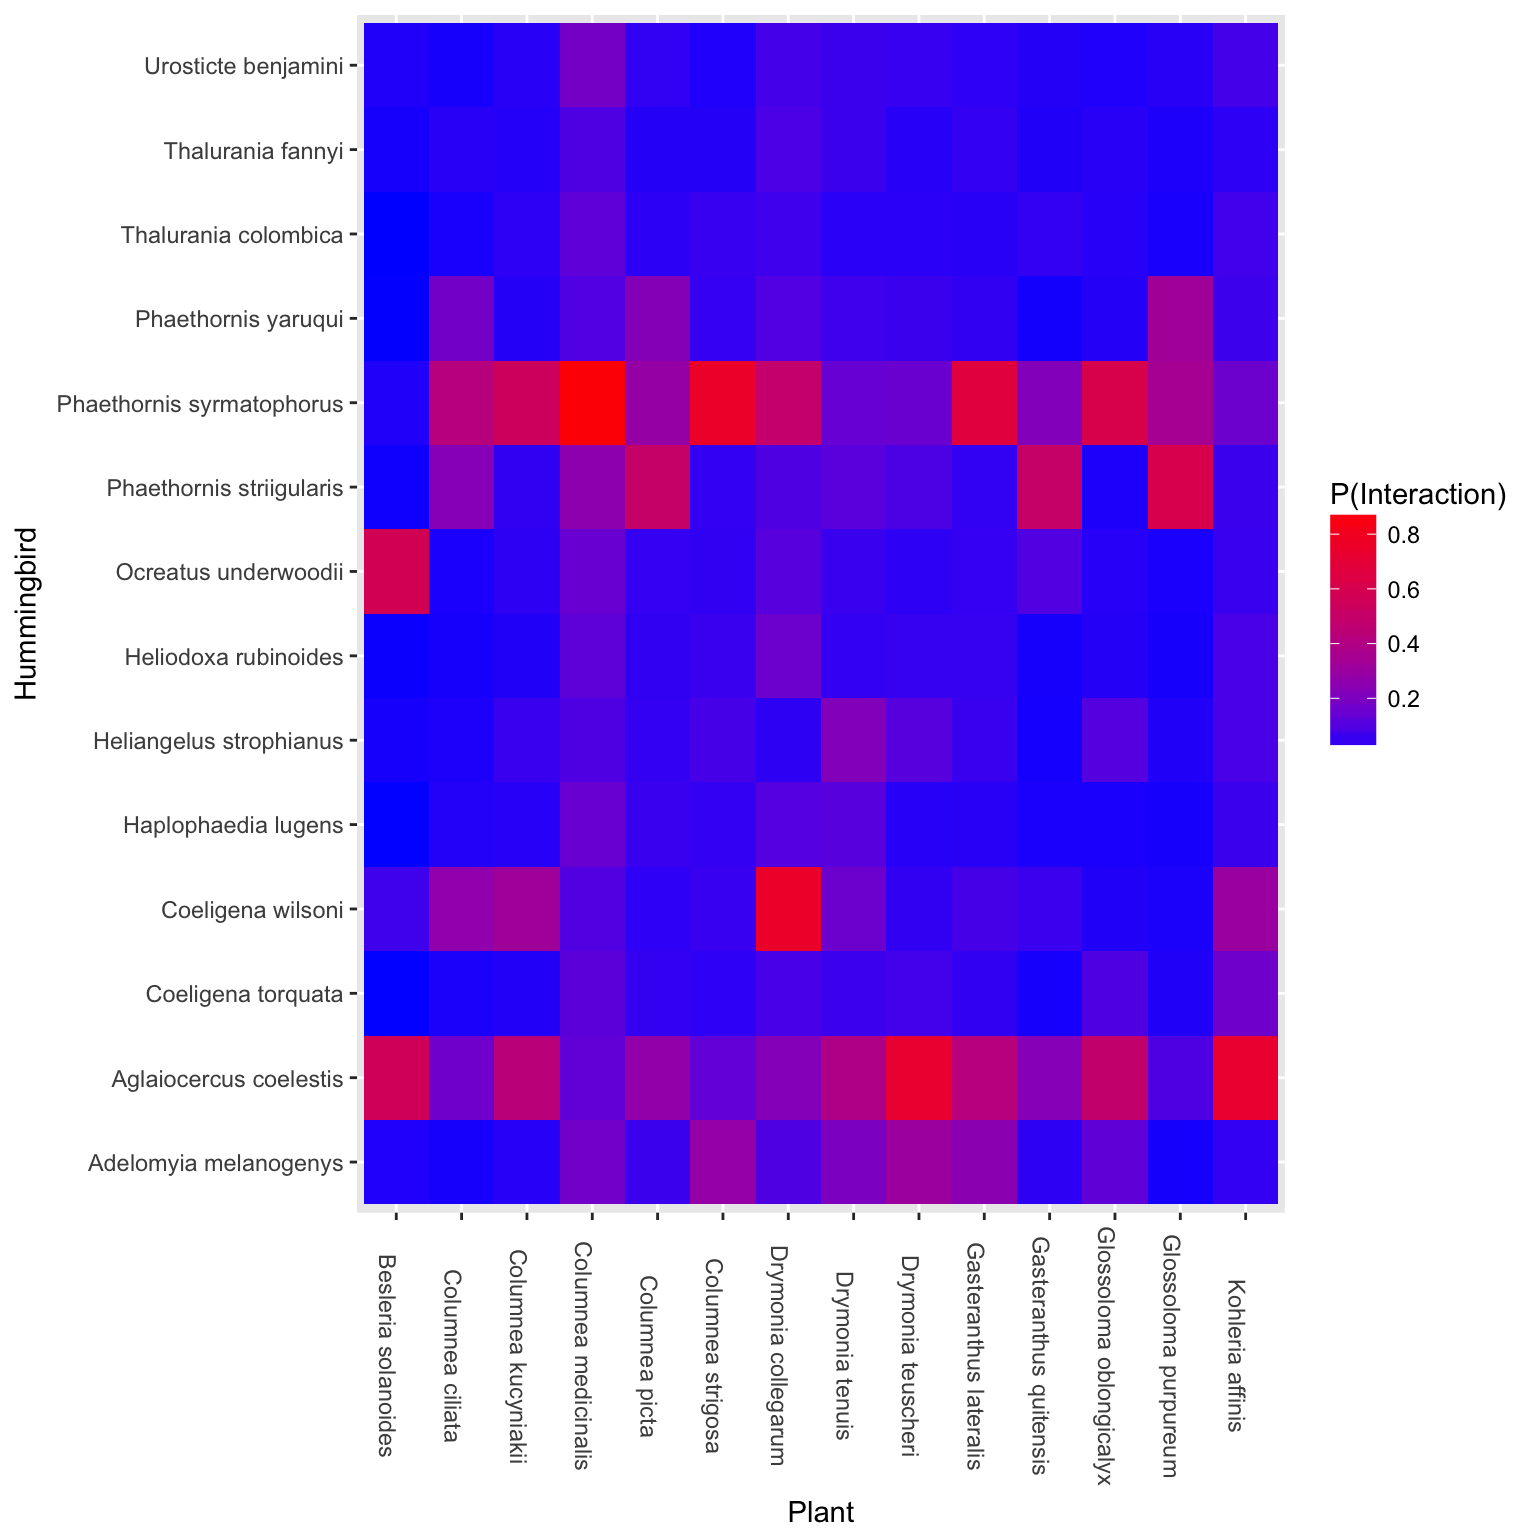 Urosticte benjamini
Thalurania fannyi
Thalurania colombica
Phaethornis yaruqui
Phaethornis syrmatophorus
Phaethornis striigularis
Ocreatus underwoodii
Heliodoxa rubinoides
Heliangelus strophianus
Haplophaedia lugens
Coeligena wilsoni
Coeligena torquata
Aglaiocercus coelestis
Adelomyia melanogenys
Hummingbird
Besleria solanoides
Columnea ciliata
Columnea kucyniakii
Columnea medicinalis
Columnea picta
Columnea strigosa
Drymonia collegarum
Drymonia tenuis
Drymonia teuscheri
Gasteranthus lateralis
Gasteranthus quitensis
Glossoloma oblongicalyx
Glossoloma purpureum
Kohleria affinis
Plant
P(Interaction)
0.8
0.6
0.4
0.2